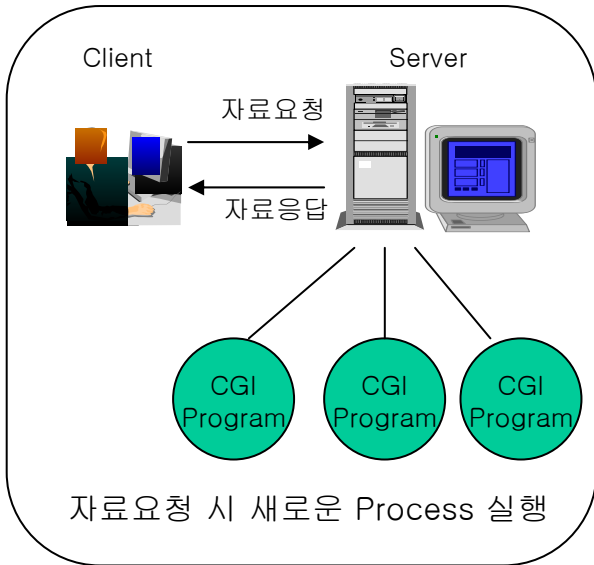 Client
Server
자료요청
자료응답
CGI
Program
CGI
Program
CGI
Program
자료요청 시 새로운 Process 실행